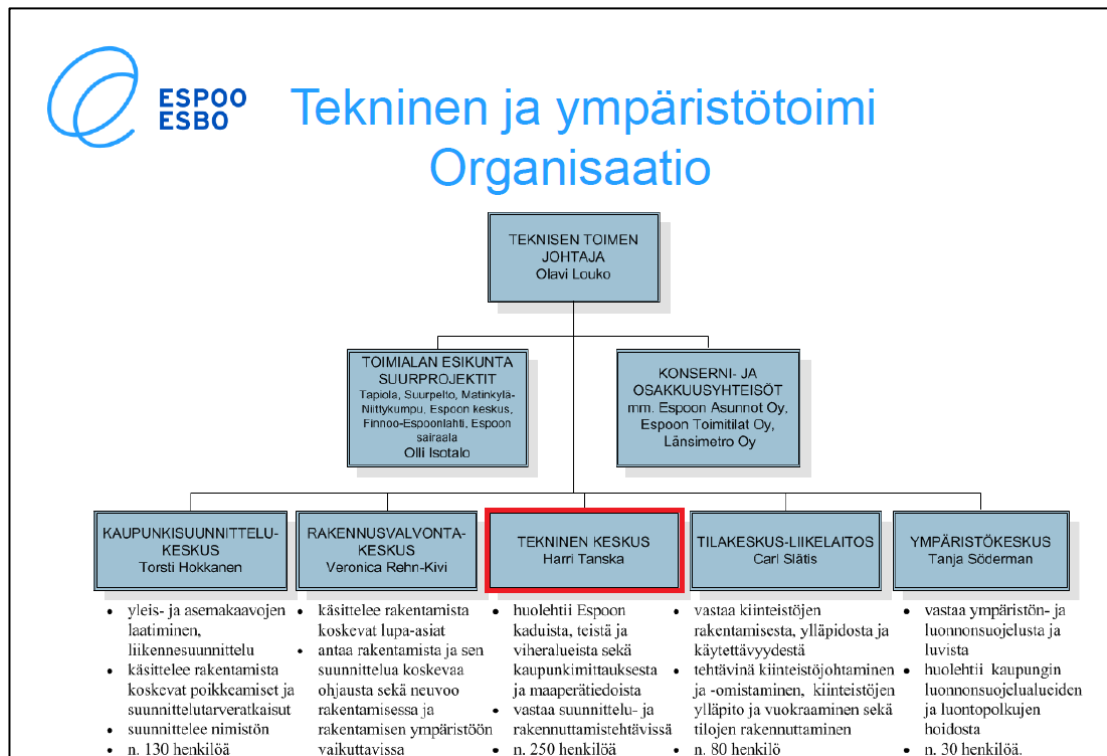 ESPOO
ESBO
Tekninen ja ympäristötoimi
Organisaatio
TEKNISEN TOIMEN
JOHTAJA
Olavi Louko
TOIMIALAN ESIKUNTA
SUURPROJEKTIT
Tapiola, Suurpelto, Matinkylä-
Niittykumpu, Espoon keskus,
Finnoo-Espoonlahti, Espoon
sairaala
Olli Isotalo
KONSERNI- JA
OSAKKUUSYHTEISÖT
mm. Espoon Asunnot Oy,
Espoon Toimitilat Oy,
Länsimetro Oy
KAUPUNKISUUNNITTELU-
KESKUS
Torsti Hokkanen
RAKENNUSVALVONTA-
KESKUS
Veronica Rehn-Kivi
TEKNINEN KESKUS
Harri Tanska
TILAKESKUS-LIIKELAITOS
Carl Slätis
YMPÄRISTÖKESKUS
Tanja Söderman
• yleis- ja asemakaavojen
laatiminen,
liikennesuunnittelu
• käsittelee rakentamista
koskevat poikkeamiset ja
suunnittelutarveratkaisut
• suunnittelee nimistön
• n. 130 henkilöä
• käsittelee rakentamista
koskevat lupa-asiat
• antaa rakentamista ja sen
suunnittelua koskevaa
ohjausta sekä neuvoo
rakentamisessa ja
rakentamisen ympäristöön
vaikuttavissa
• huolehtii Espoon
kaduista, teistä ja
viheralueista sekä
kaupunkimittauksesta
ja maaperätiedoista
• vastaa suunnittelu- ja
rakennuttamistehtävissä
• n. 250 henkilöä
• vastaa kiinteistöjen
rakentamisesta, ylläpidosta ja
käytettävyydestä
• tehtävinä kiinteistöjohtaminen
ja -omistaminen, kiinteistöjen
ylläpito ja vuokraaminen sekä
tilojen rakennuttaminen
• n. 80 henkilö
• vastaa ympäristön- ja
luonnonsuojelusta ja
luvista
• huolehtii kaupungin
luonnonsuojelualueiden
ja luontopolkujen
hoidosta
• n. 30 henkilöä.